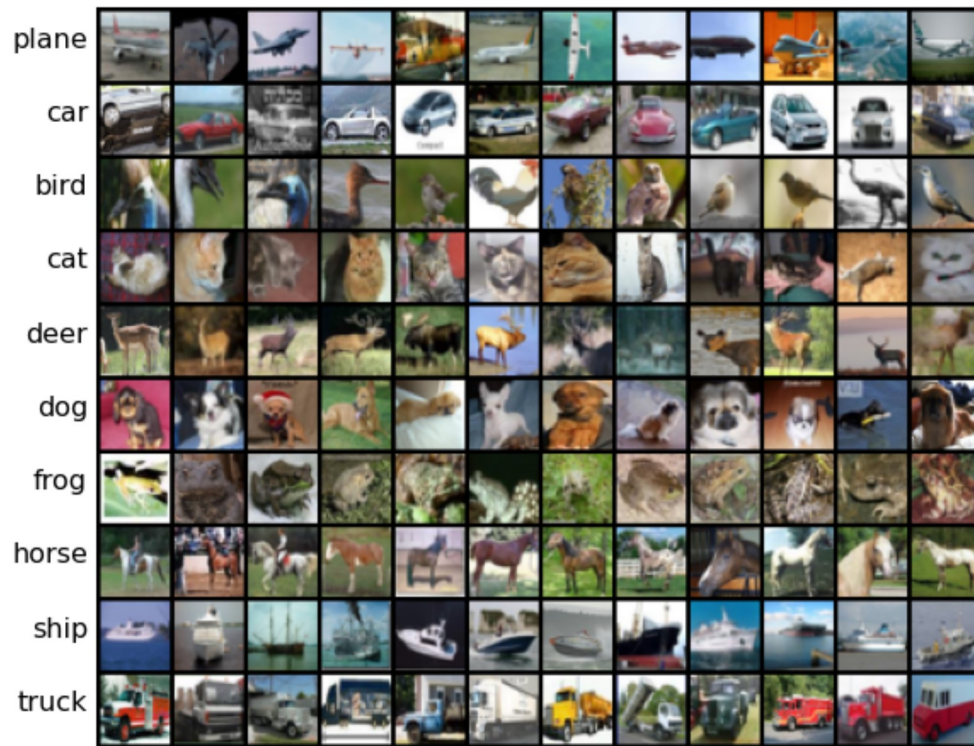 plane
car
bird
cat
deer
dog
frog
horse
ship
truck